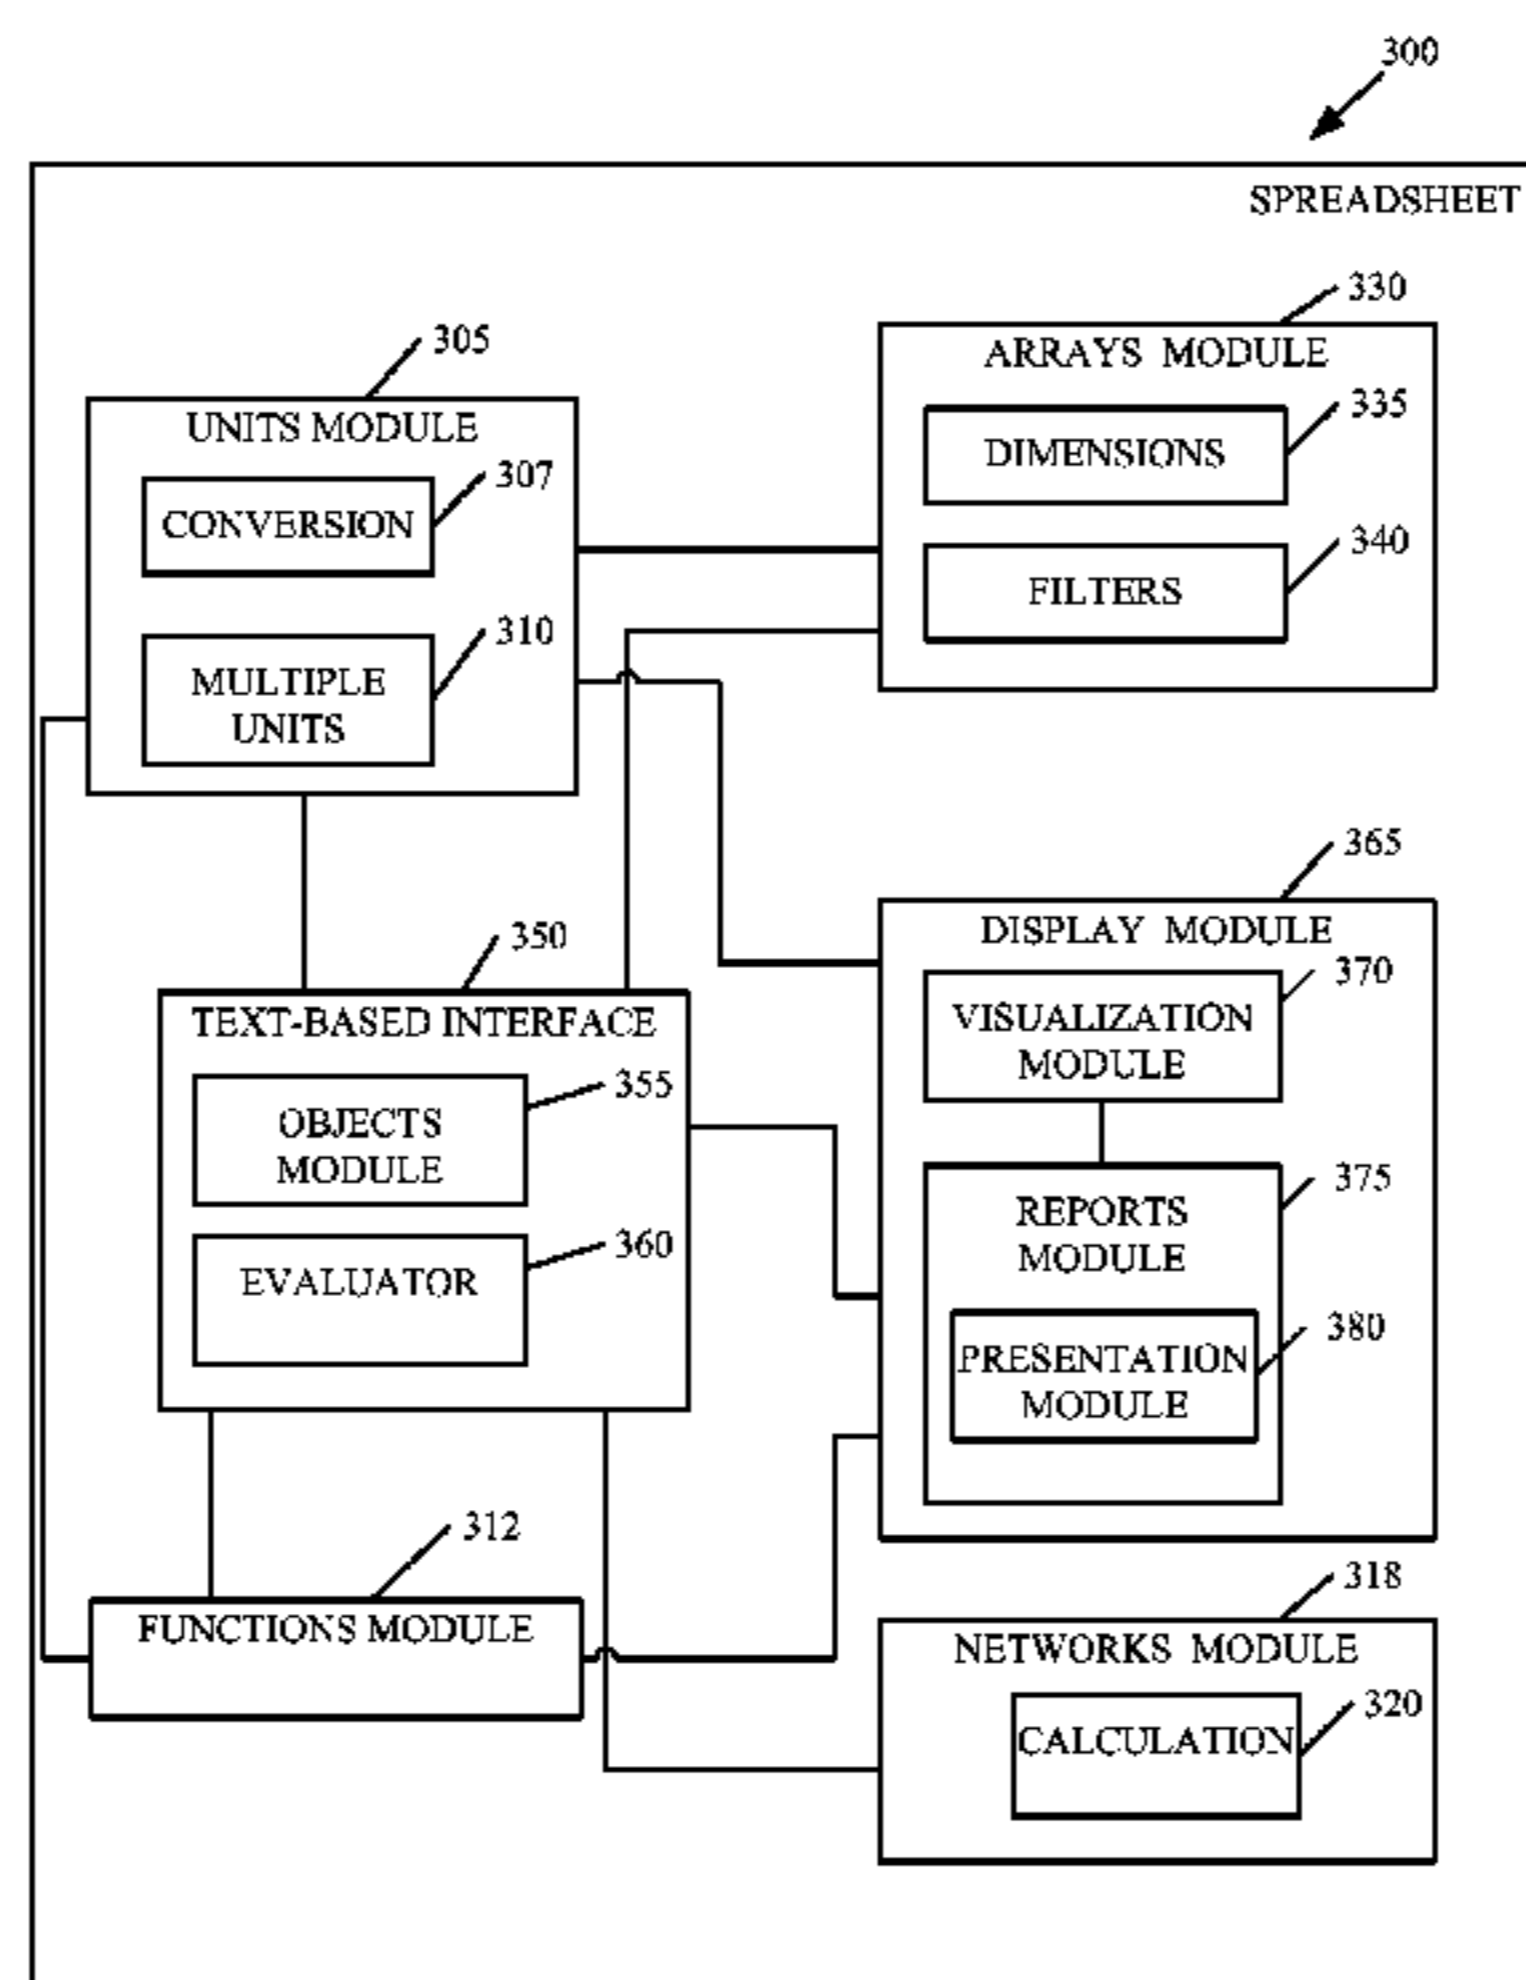 300
SPREADSHEET
330
ARRAYS MODULE
335
DIMENSIONS
340
FILTERS
305
UNITS MODULE
307
CONVERSION
310
MULTIPLE
UNITS
365
DISPLAY MODULE
370
VISUALIZATION
MODULE
375
REPORTS
MODULE
380
PRESENTATION
MODULE
350
TEXT-BASED INTERFACE
355
OBJECTS
MODULE
360
EVALUATOR
312
FUNCTIONS MODULE
318
NETWORKS MODULE
320
CALCULATION